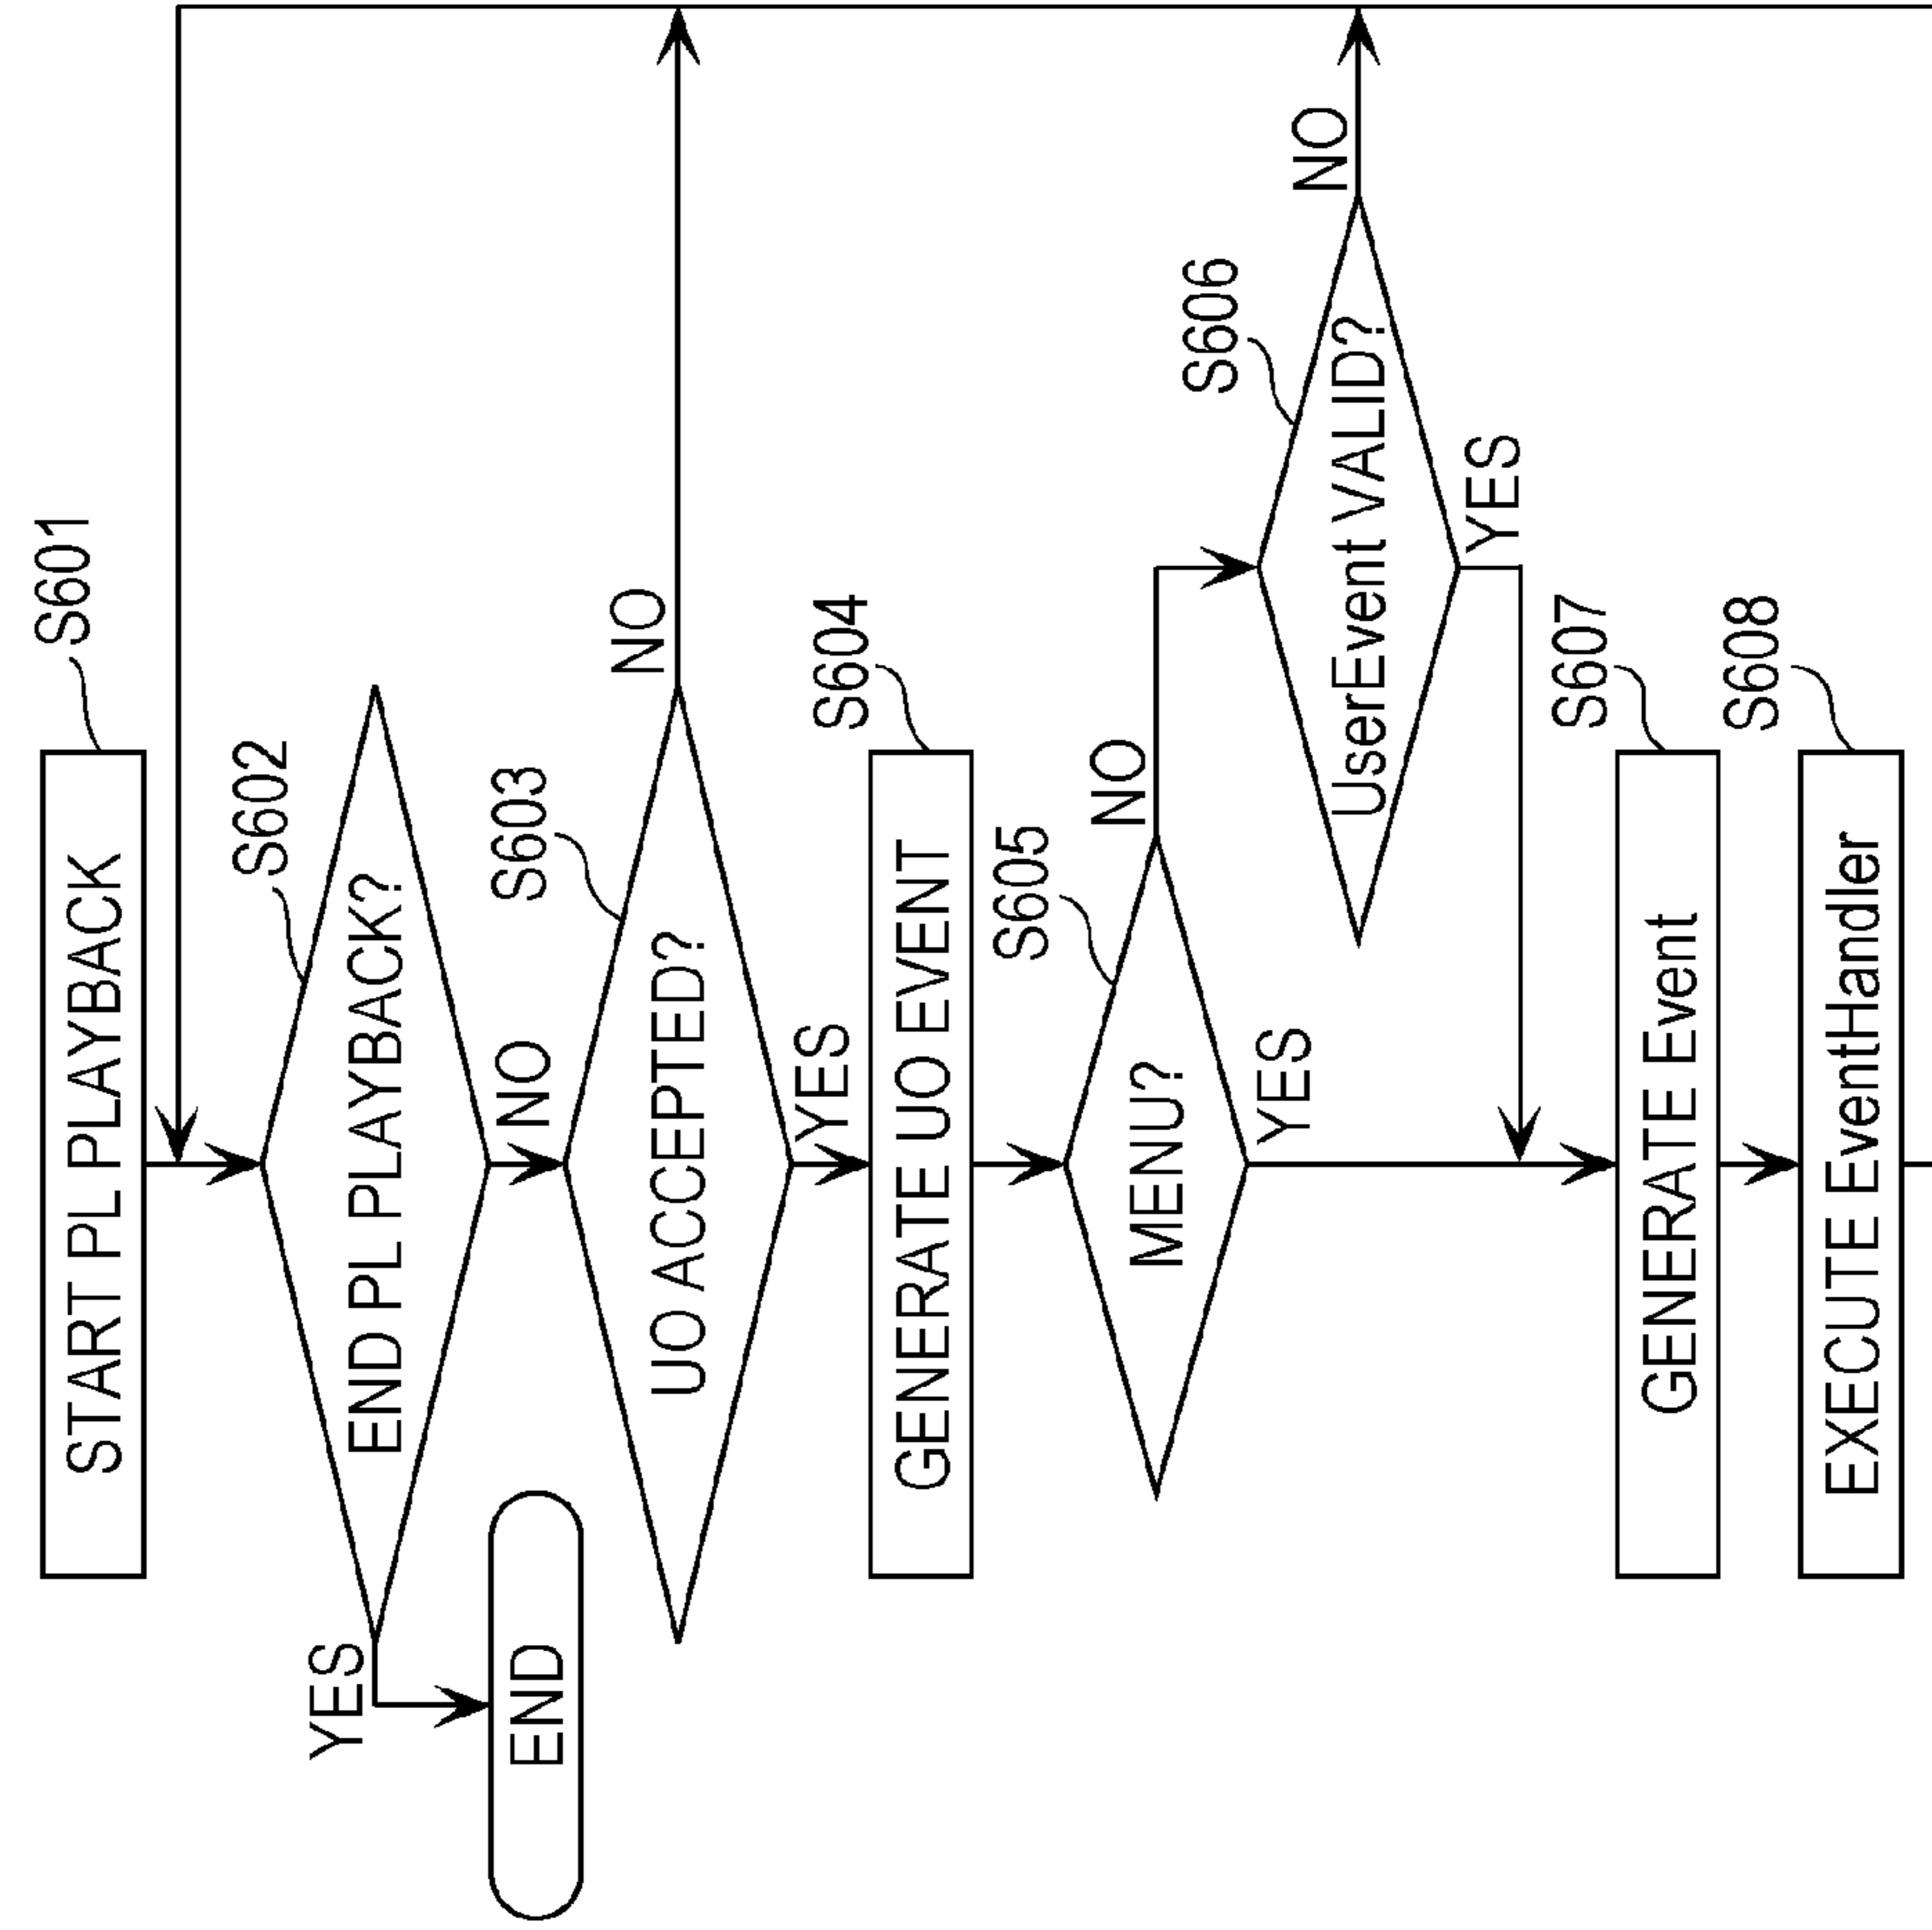 START PL PLAYBACK
S601
END PL PLAYBACK?
S602
YES
NO
END
UO ACCEPTED?
S603
NO
YES
GENERATE UO EVENT
S604
MENU?
S605
NO
YES
UserEvent VALID?
S606
NO
YES
GENERATE Event
S607
EXECUTE EventHandler
S608